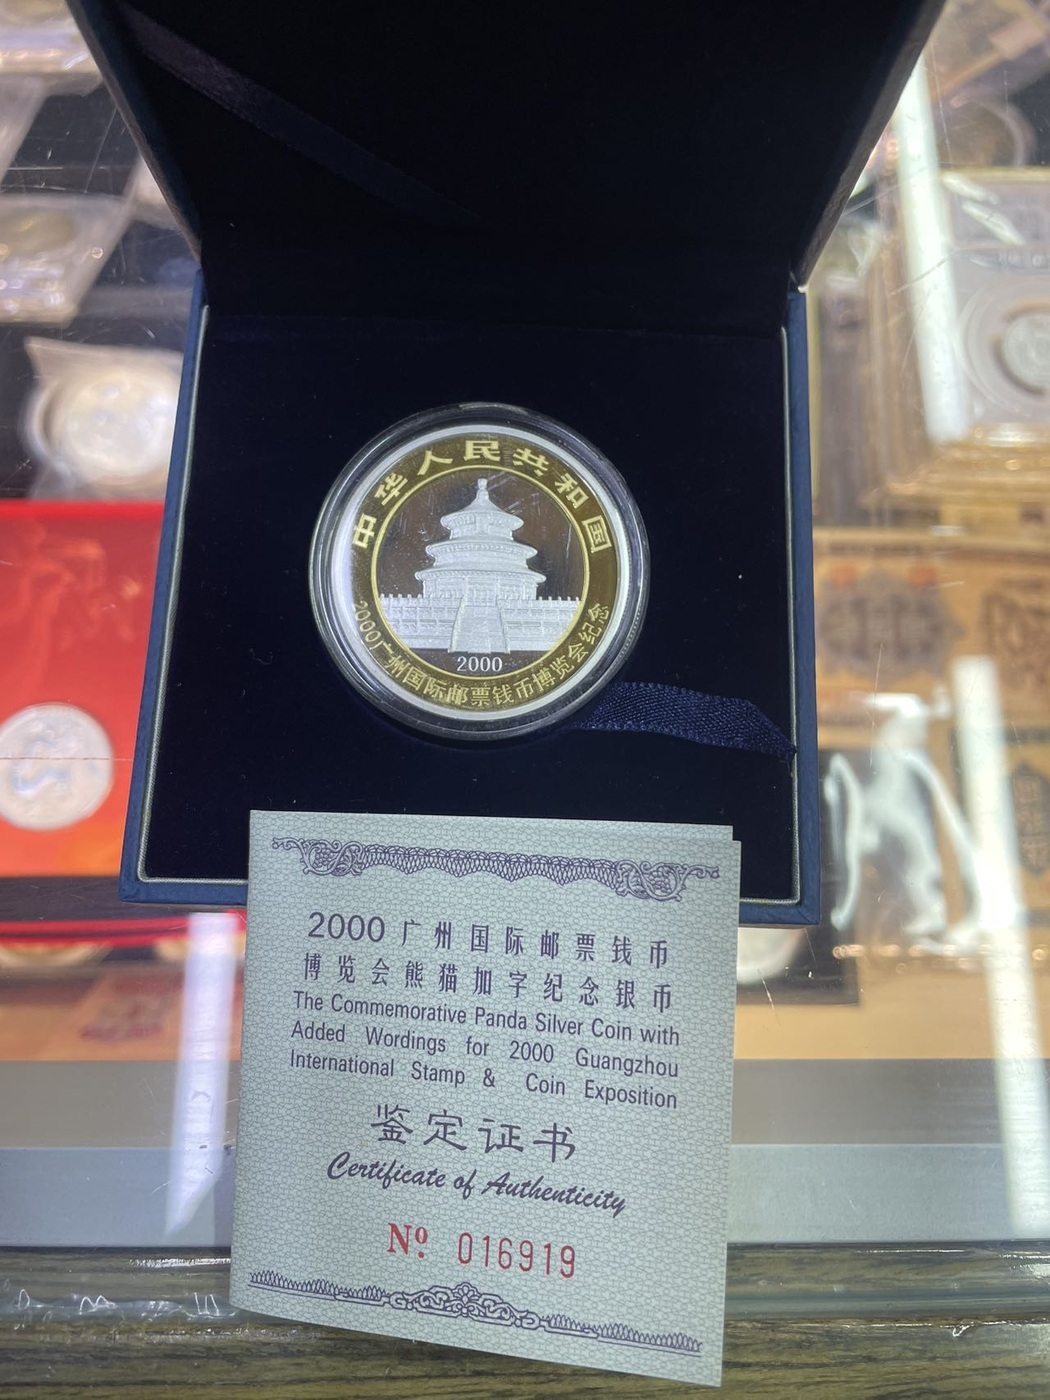 中华人民共和国
2000
2000广州国际邮票钱币博览会纪念
2000 广州国际邮票钱币
博览会熊猫加字纪念银币
The Commemorative Panda Silver Coin with
Added Wordings for 2000 Guangzhou
International Stamp & Coin Exposition
鉴定证书
Certificate of Authenticity
Nº 016919